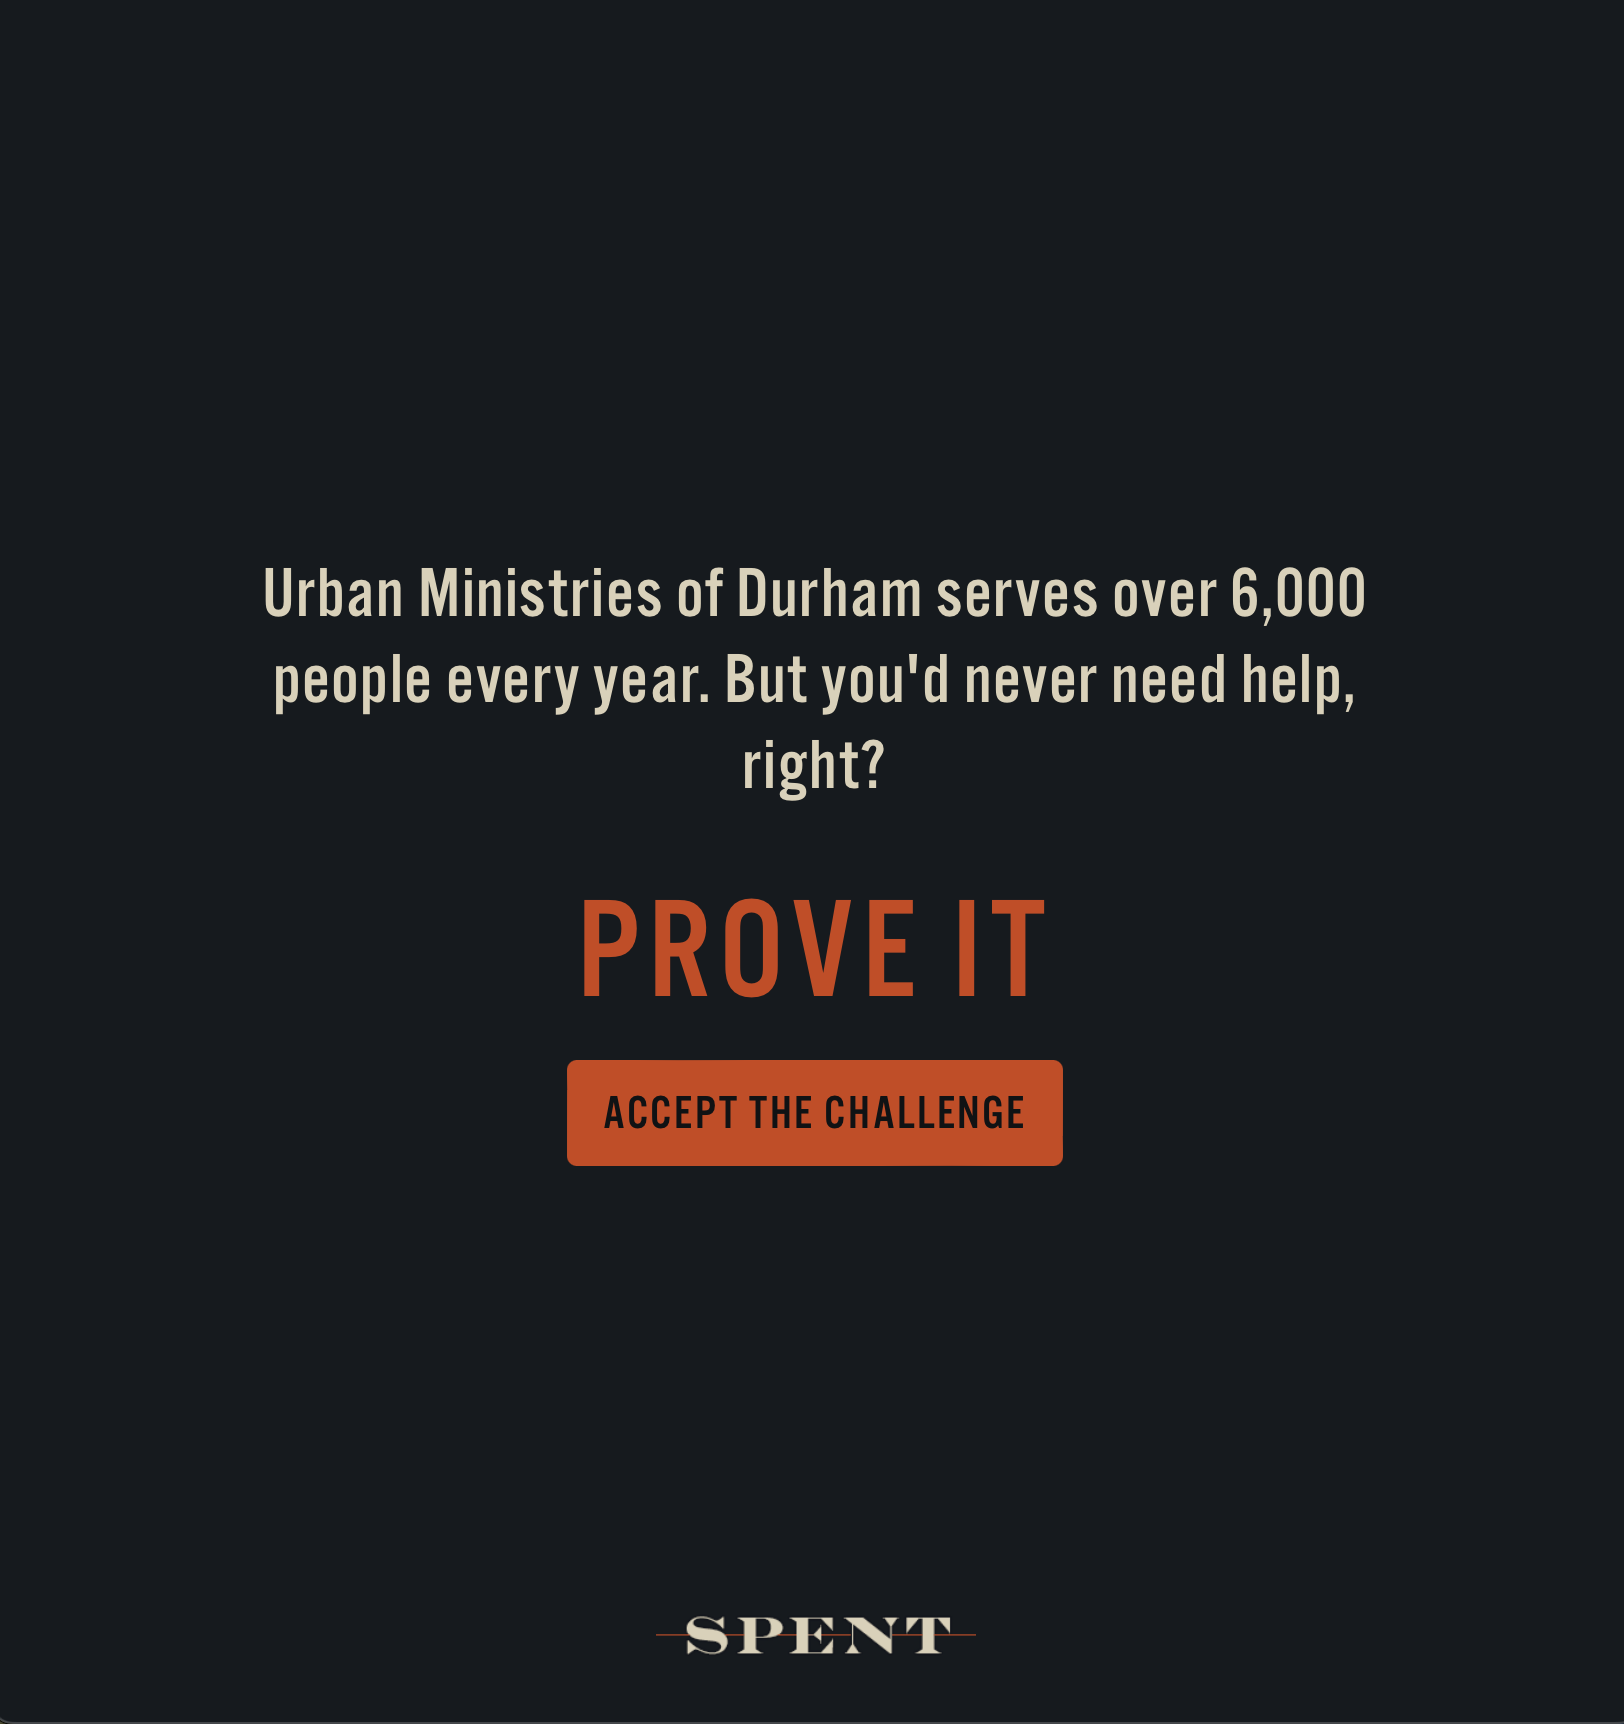 Urban Ministries of Durham serves over 6,000
people every year. But you'd never need help,
right?
PROVE IT
ACCEPT THE CHALLENGE
SPENT